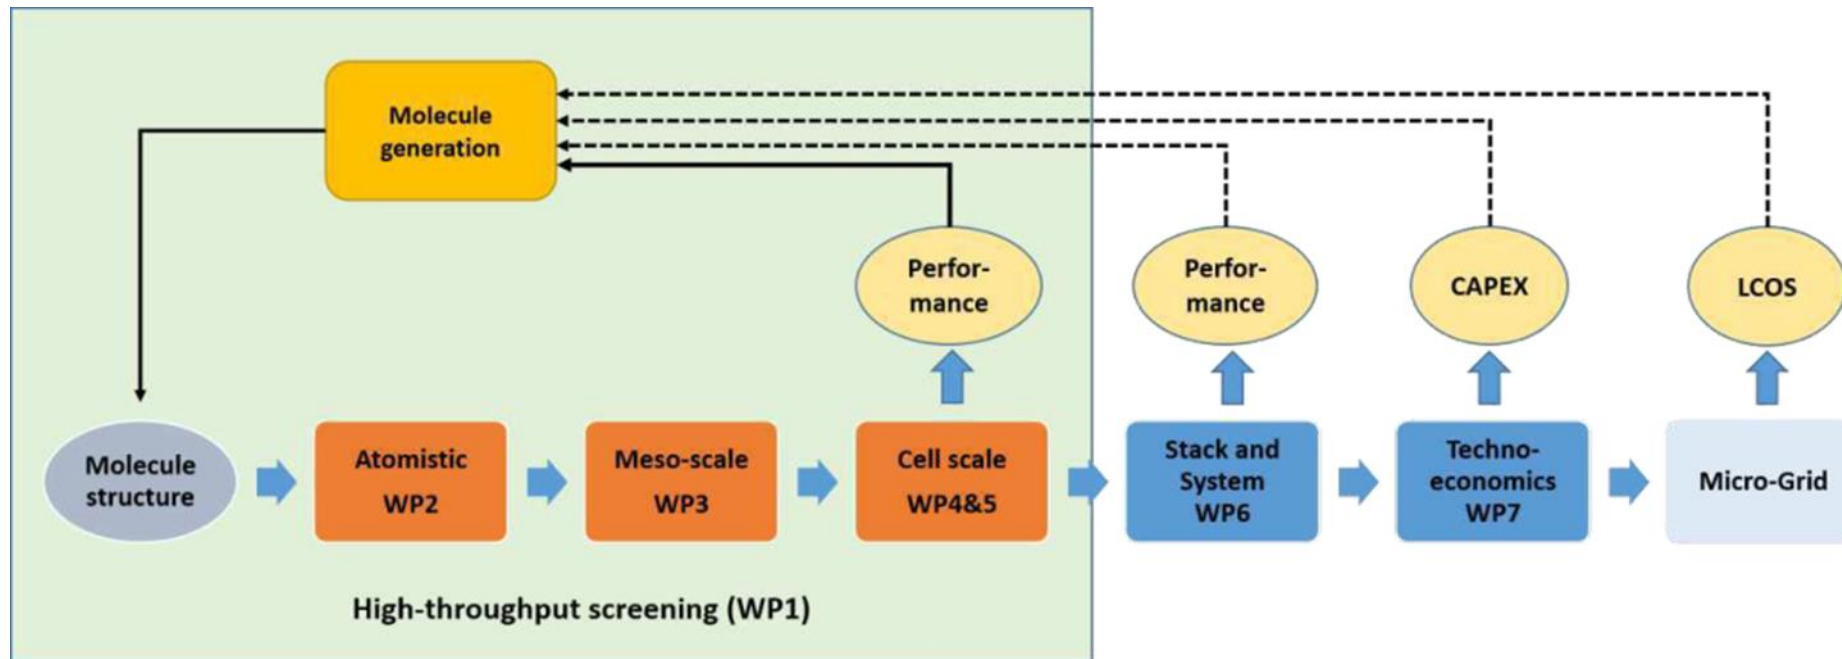 Molecule
generation
Perfor-
mance
Perfor-
mance
CAPEX
LCOS
Molecule
structure
Atomistic
WP2
Meso-scale
WP3
Cell scale
WP4&5
Stack and
System
WP6
Techno-
economics
WP7
Micro-Grid
High-throughput screening (WP1)